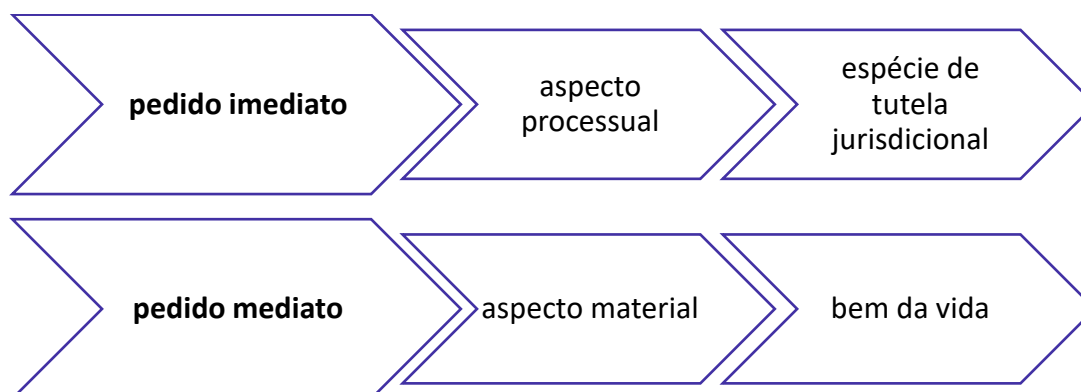 pedido imediato
aspecto
processual
espécie de
tutela
jurisdicional
pedido mediato
aspecto material
bem da vida